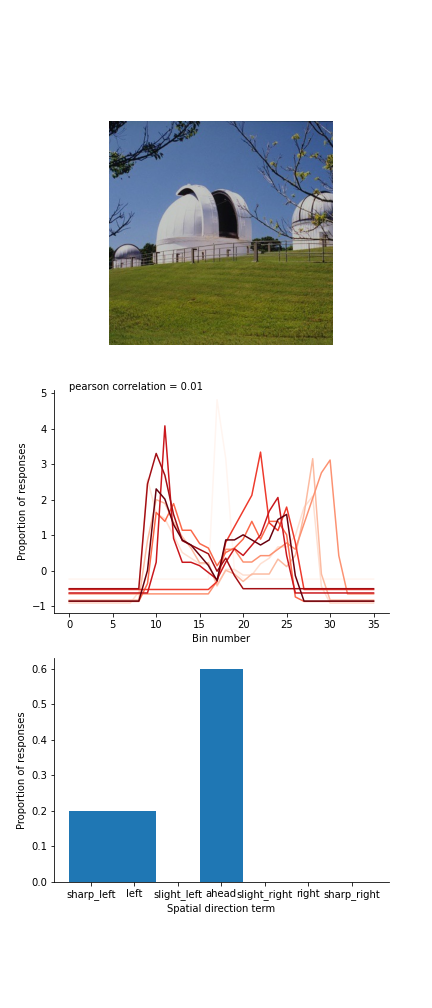 pearson correlation = 0.01
5
4
3
2
1
0
−1
Proportion of responses
0 5 10 15 20 25 30 35
Bin number
0.6
0.5
0.4
0.3
0.2
0.1
0.0
Proportion of responses
sharp_left left slight_left ahead slight_right right sharp_right
Spatial direction term